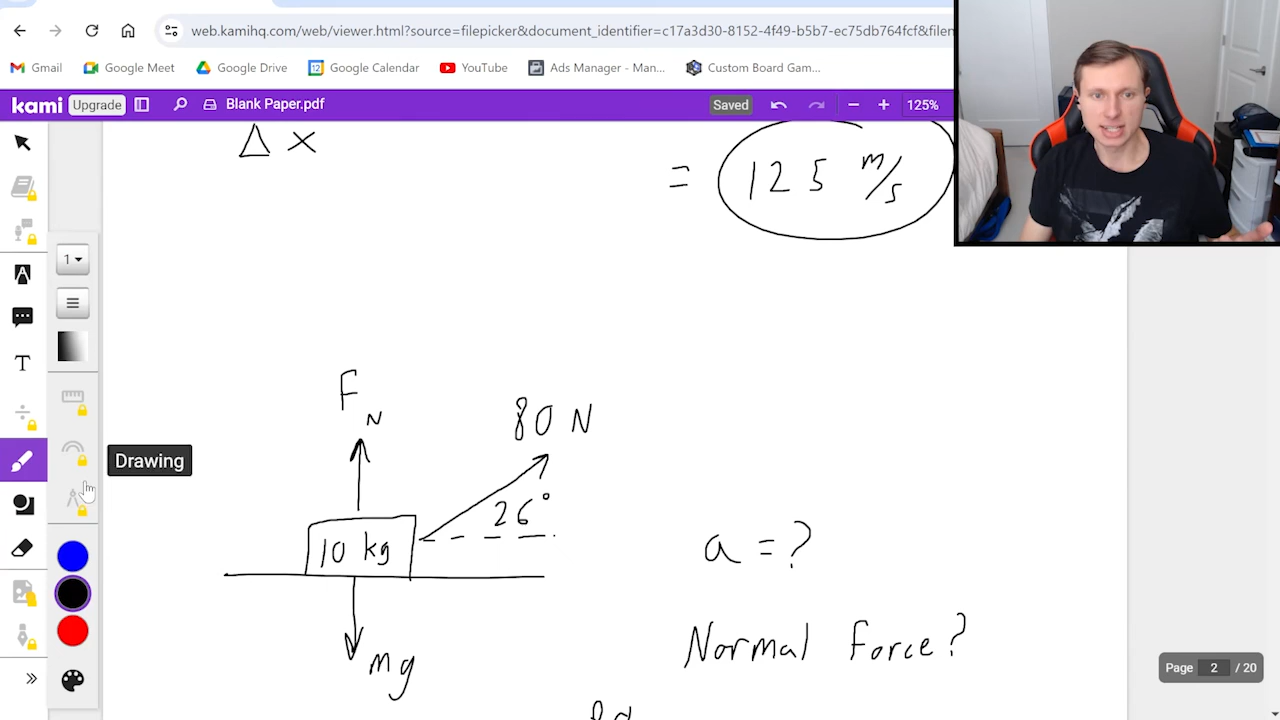 web.kamihq.com/web/viewer.html?source=filepicker&document_identifier=c17a3d30-8152-4f49-b5b7-ec75db764fcf&filen
Gmail
Google Meet
Google Drive
Google Calendar
YouTube
Ads Manager - Man...
Custom Board Gam...
kami
Upgrade
Blank Paper.pdf
Saved
125%
Δ x
= 125 m/s
1
Drawing
F N
80 N
26°
10 kg
mg
a = ?
Normal Force?
Page 2 / 20